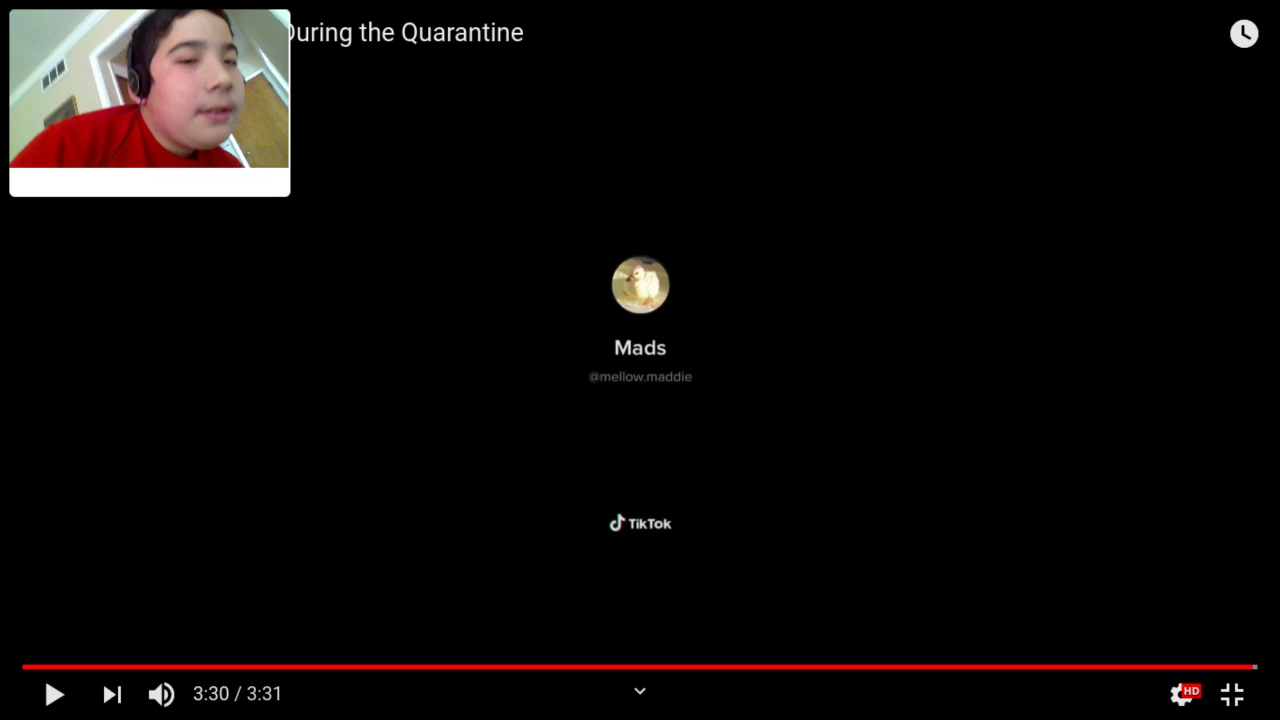 During the Quarantine
Mads
@mellow.maddie
TikTok
3:30 / 3:31
HD